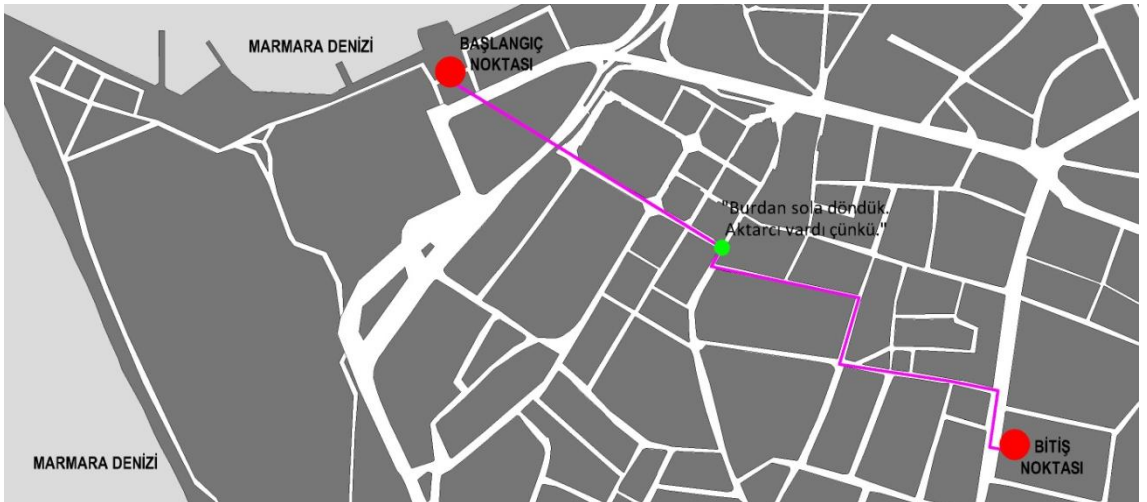 MARMARA DENİZİ
BAŞLANGIÇ
NOKTASI
"Burdan sola döndük.
Aktarcı vardı çünkü."
MARMARA DENİZİ
BİTİŞ
NOKTASI